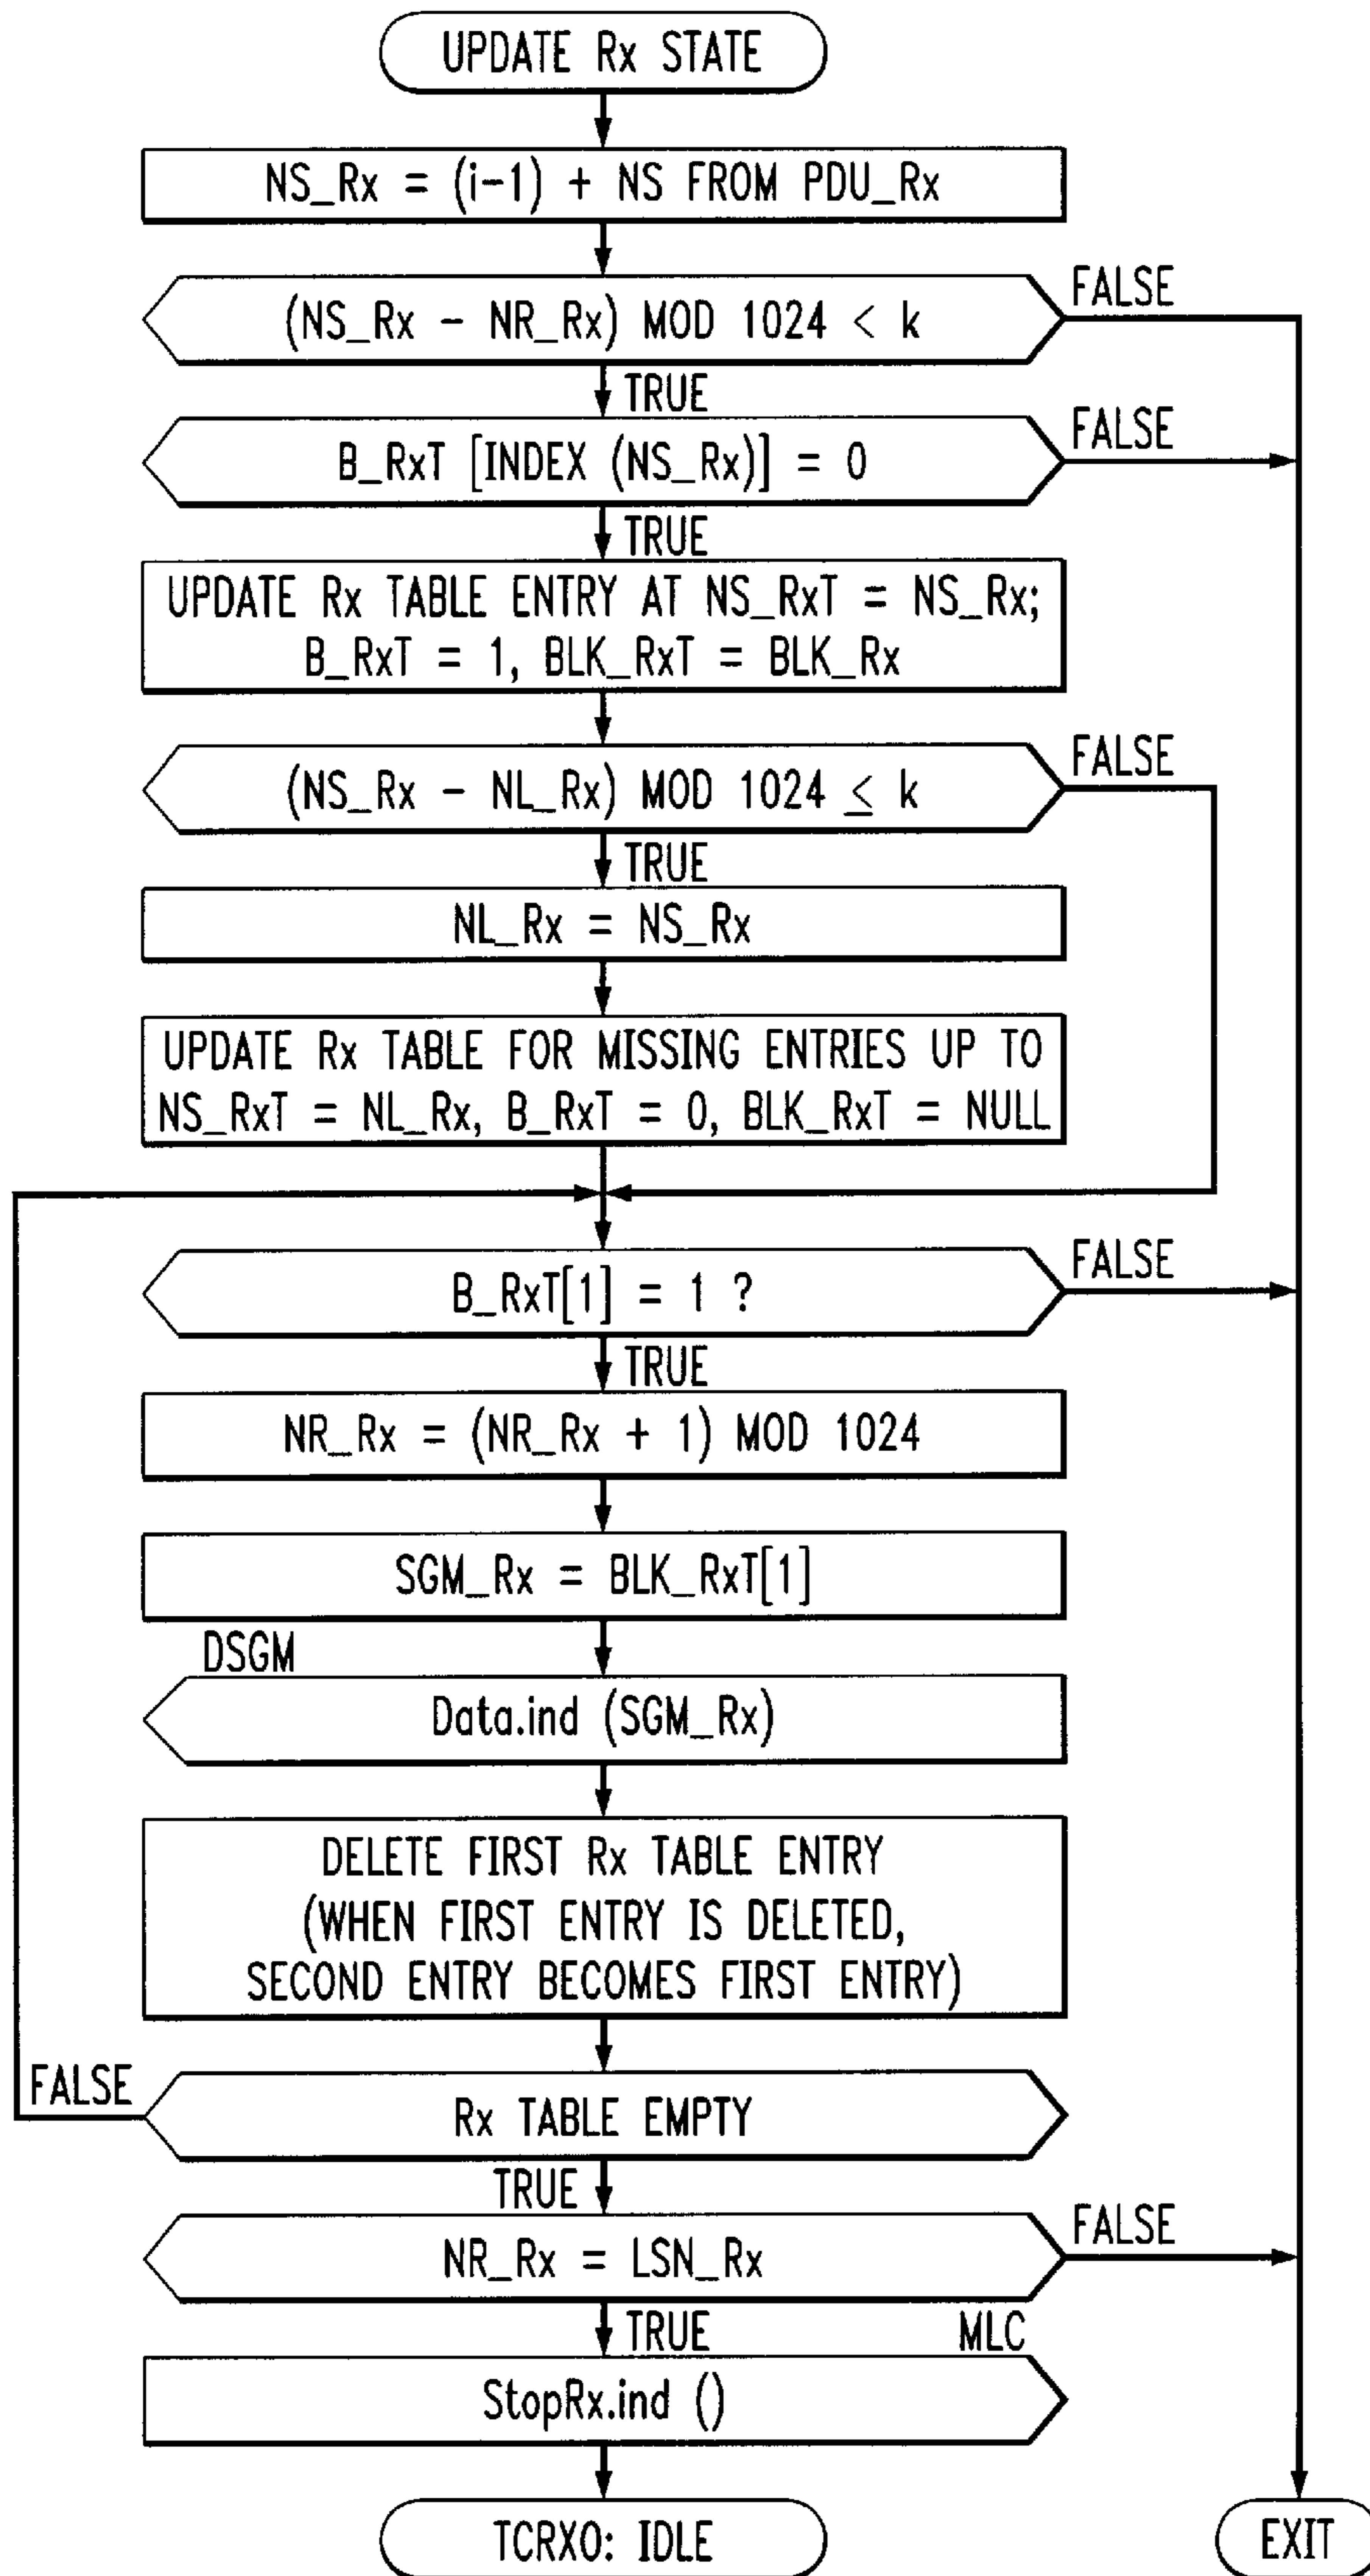 UPDATE Rx STATE
NS_Rx = (i-1) + NS FROM PDU_Rx
(NS_Rx - NR_Rx) MOD 1024 < k
FALSE
TRUE
B_RxT [INDEX (NS_Rx)] = 0
FALSE
TRUE
UPDATE Rx TABLE ENTRY AT NS_RxT = NS_Rx;
B_RxT = 1, BLK_RxT = BLK_Rx
(NS_Rx - NL_Rx) MOD 1024 ≤ k
FALSE
TRUE
NL_Rx = NS_Rx
UPDATE Rx TABLE FOR MISSING ENTRIES UP TO
NS_RxT = NL_Rx, B_RxT = 0, BLK_RxT = NULL
B_RxT[1] = 1 ?
FALSE
TRUE
NR_Rx = (NR_Rx + 1) MOD 1024
SGM_Rx = BLK_RxT[1]
DSGM
Data.ind (SGM_Rx)
DELETE FIRST Rx TABLE ENTRY
(WHEN FIRST ENTRY IS DELETED,
SECOND ENTRY BECOMES FIRST ENTRY)
FALSE
Rx TABLE EMPTY
TRUE
NR_Rx = LSN_Rx
FALSE
TRUE
MLC
StopRx.ind ()
TCRX0: IDLE
EXIT